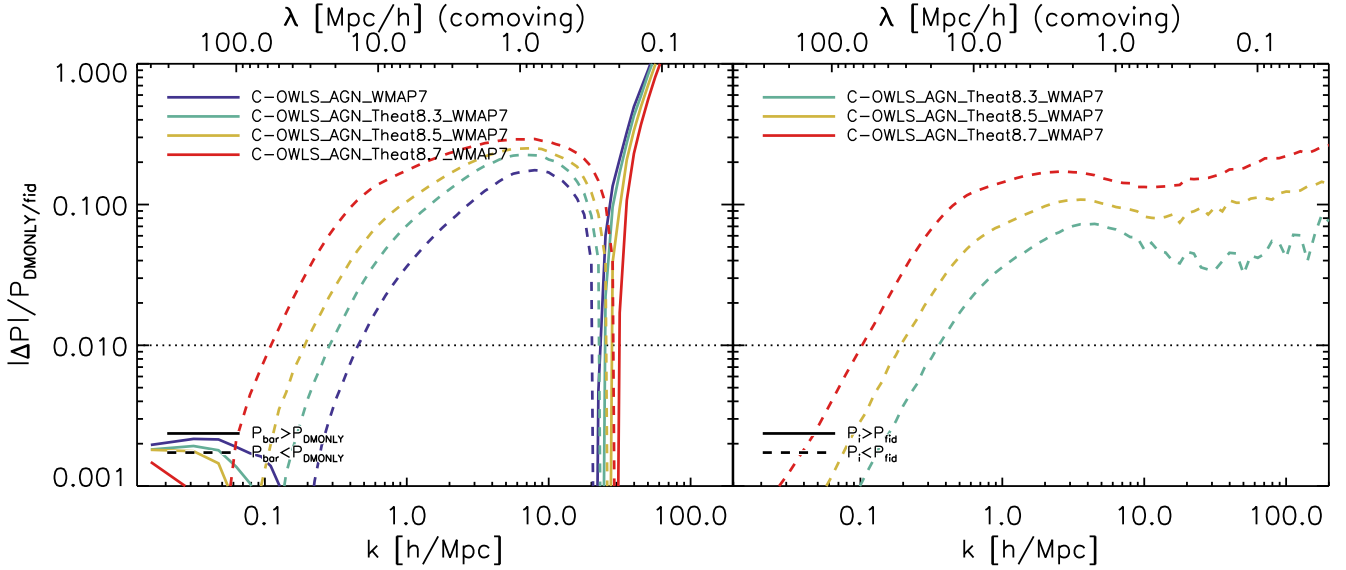 λ [Mpc/h] (comoving)
100.0 10.0 1.0 0.1
λ [Mpc/h] (comoving)
100.0 10.0 1.0 0.1
|ΔP|/P_DMONLY/fid
1.000
0.100
0.010
0.001
C-OWLS_AGN_WMAP7
C-OWLS_AGN_Theat8.3_WMAP7
C-OWLS_AGN_Theat8.5_WMAP7
C-OWLS_AGN_Theat8.7_WMAP7
P_bar>P_DMONLY
P_bar<P_DMONLY
0.1 1.0 10.0 100.0
k [h/Mpc]
C-OWLS_AGN_Theat8.3_WMAP7
C-OWLS_AGN_Theat8.5_WMAP7
C-OWLS_AGN_Theat8.7_WMAP7
P_i>P_fid
P_i<P_fid
0.1 1.0 10.0 100.0
k [h/Mpc]